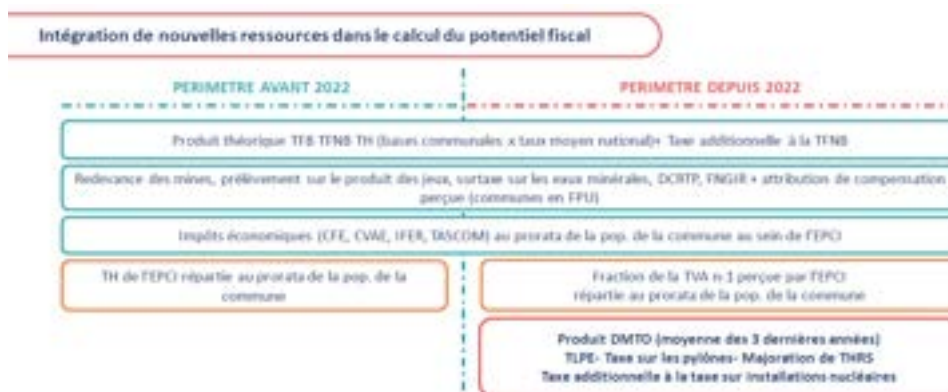 Intégration de nouvelles ressources dans le calcul du potentiel fiscal
PERIMETRE AVANT 2022
PERIMETRE DEPUIS 2022
Produit théorique TFB TFNB TH (bases communales x taux moyen national)+ Taxe additionnelle à la TFNB
Redevance des mines, prélèvement sur le produit des jeux, surtaxe sur les eaux minérales, DCRTP, FNGIR + attribution de compensation
perçue (communes en FPU)
Impôts économiques (CFE, CVAE, IFER, TASCOM) au prorata de la pop. de la commune au sein de l'EPCI
TH de l'EPCI répartie au prorata de la pop. de la
commune
Fraction de la TVA n-1 perçue par l'EPCI
répartie au prorata de la pop. de la commune
Produit DMTO (moyenne des 3 dernières années)
TLPE- Taxe sur les pylônes- Majoration de THRS
Taxe additionnelle à la taxe sur installations nucléaires